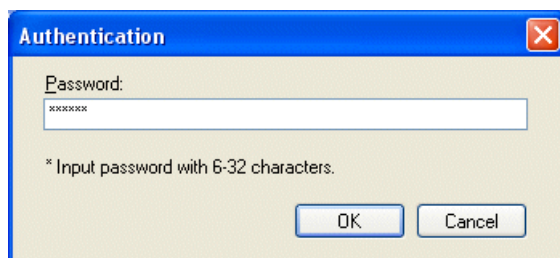 Authentication
Password:
******
* Input password with 6-32 characters.
OK Cancel